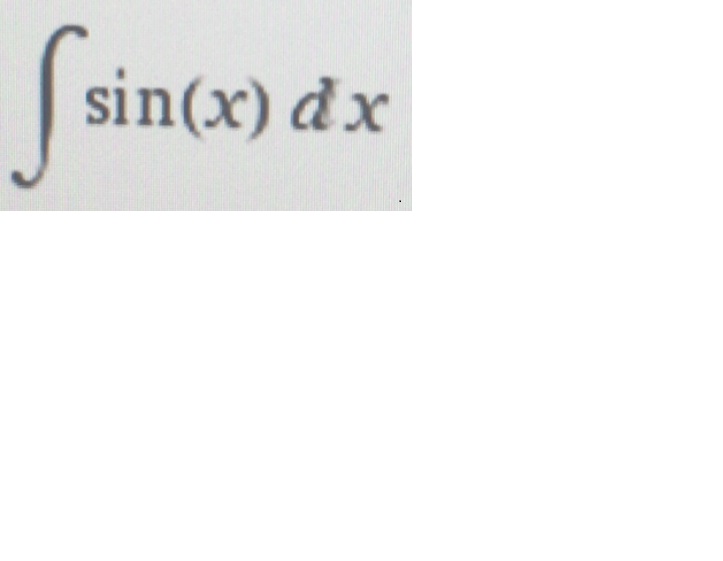 ∫ sin(x) dx